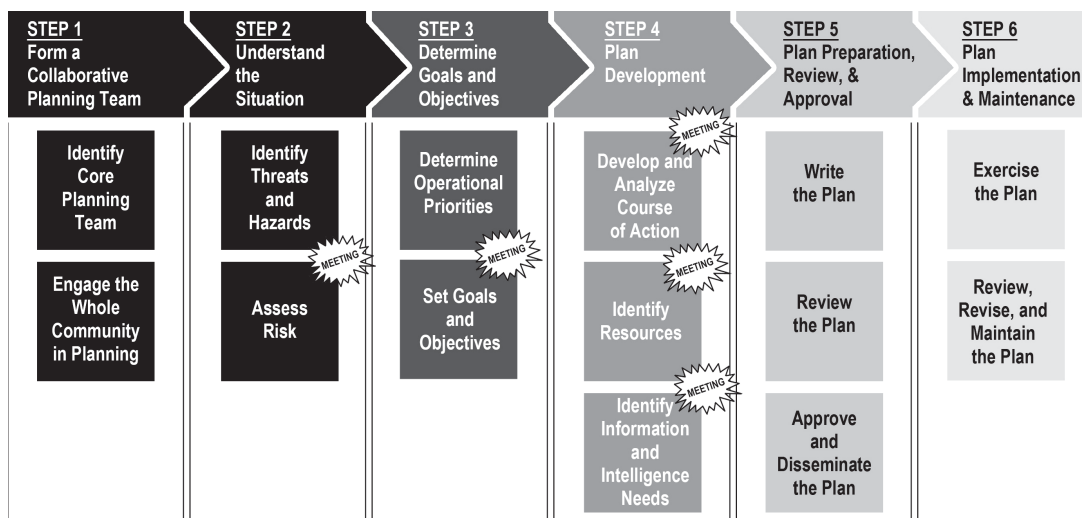 STEP 1
Form a
Collaborative
Planning Team
STEP 2
Understand
the
Situation
STEP 3
Determine
Goals and
Objectives
STEP 4
Plan
Development
STEP 5
Plan Preparation,
Review, &
Approval
STEP 6
Plan
Implementation
& Maintenance
Identify
Core
Planning
Team
Engage the
Whole
Community
in Planning
Identify
Threats
and
Hazards
MEETING
Assess
Risk
Determine
Operational
Priorities
MEETING
Set Goals
and
Objectives
MEETING
Develop and
Analyze
Course
of Action
MEETING
Identify
Resources
MEETING
Identify
Information
and
Intelligence
Needs
Write
the Plan
Review
the Plan
Approve
and
Disseminate
the Plan
Exercise
the Plan
Review,
Revise, and
Maintain
the Plan